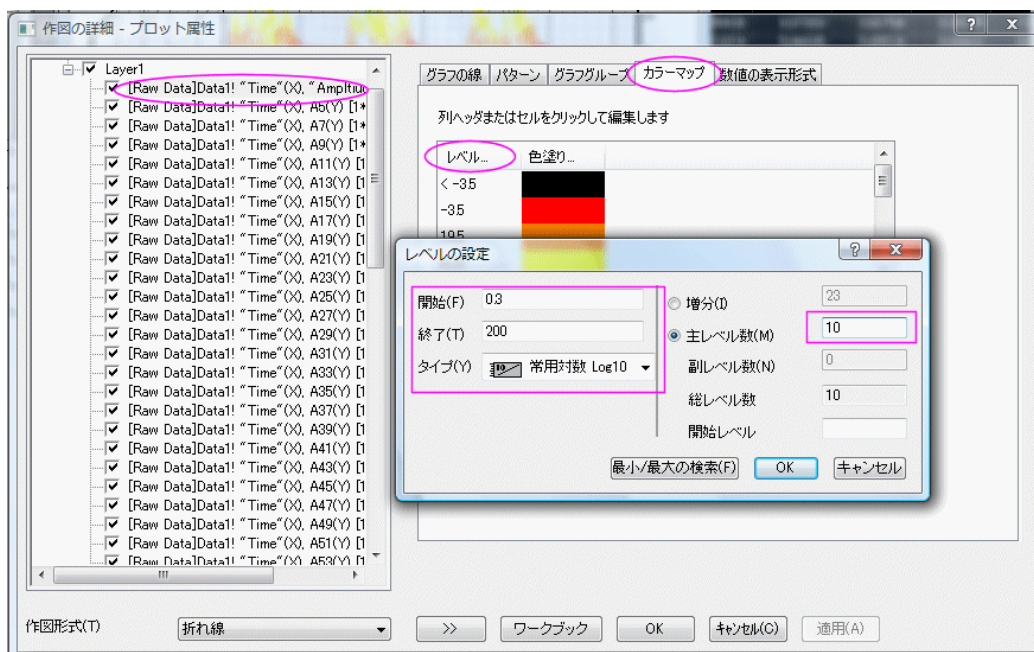 作図の詳細 - プロット属性
Layer1
[Raw Data]Data1! "Time"(X), "Ampltiud
[Raw Data]Data1! "Time"(X), A5(Y) [1*
[Raw Data]Data1! "Time"(X), A7(Y) [1*
[Raw Data]Data1! "Time"(X), A9(Y) [1*
[Raw Data]Data1! "Time"(X), A11(Y) [1
[Raw Data]Data1! "Time"(X), A13(Y) [1
[Raw Data]Data1! "Time"(X), A15(Y) [1
[Raw Data]Data1! "Time"(X), A17(Y) [1
[Raw Data]Data1! "Time"(X), A19(Y) [1
[Raw Data]Data1! "Time"(X), A21(Y) [1
[Raw Data]Data1! "Time"(X), A23(Y) [1
[Raw Data]Data1! "Time"(X), A25(Y) [1
[Raw Data]Data1! "Time"(X), A27(Y) [1
[Raw Data]Data1! "Time"(X), A29(Y) [1
[Raw Data]Data1! "Time"(X), A31(Y) [1
[Raw Data]Data1! "Time"(X), A33(Y) [1
[Raw Data]Data1! "Time"(X), A35(Y) [1
[Raw Data]Data1! "Time"(X), A37(Y) [1
[Raw Data]Data1! "Time"(X), A39(Y) [1
[Raw Data]Data1! "Time"(X), A41(Y) [1
[Raw Data]Data1! "Time"(X), A43(Y) [1
[Raw Data]Data1! "Time"(X), A45(Y) [1
[Raw Data]Data1! "Time"(X), A47(Y) [1
[Raw Data]Data1! "Time"(X), A49(Y) [1
[Raw Data]Data1! "Time"(X), A51(Y) [1
[Raw Data]Data1! "Time"(X), A53(Y) [1
グラフの線 パターン グラフグループ カラーマップ 数値の表示形式
列ヘッダまたはセルをクリックして編集します
レベル... 色塗り...
< -3.5
-3.5
19.5
レベルの設定
開始(F) 0.3
終了(T) 200
タイプ(Y) 常用対数 Log10
増分(I) 23
主レベル数(M) 10
副レベル数(N) 0
総レベル数 10
開始レベル
最小/最大の検索(F) OK キャンセル
作図形式(T) 折れ線 >> ワークブック OK キャンセル(C) 適用(A)